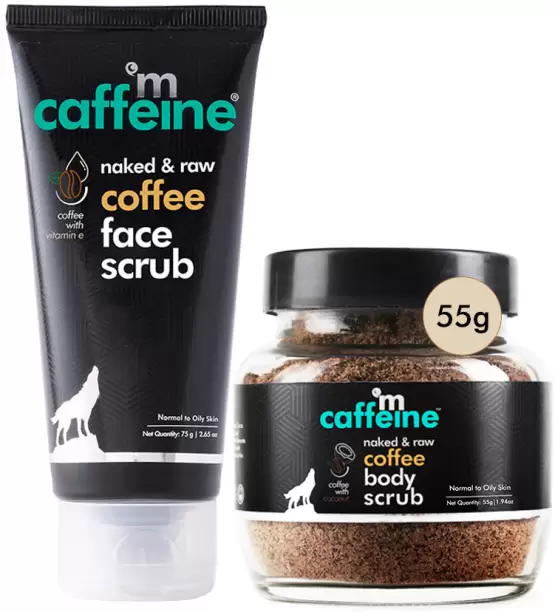 'm
caffeine®
naked & raw
coffee
face
scrub
coffee
with
vitamin e
Normal to Oily Skin
Net Quantity: 75 g | 2.65 oz
55g
'm
caffeine™
naked & raw
coffee
body
scrub
coffee
with
coconut
Normal to Oily Skin
Net Quantity: 55g | 1.94oz